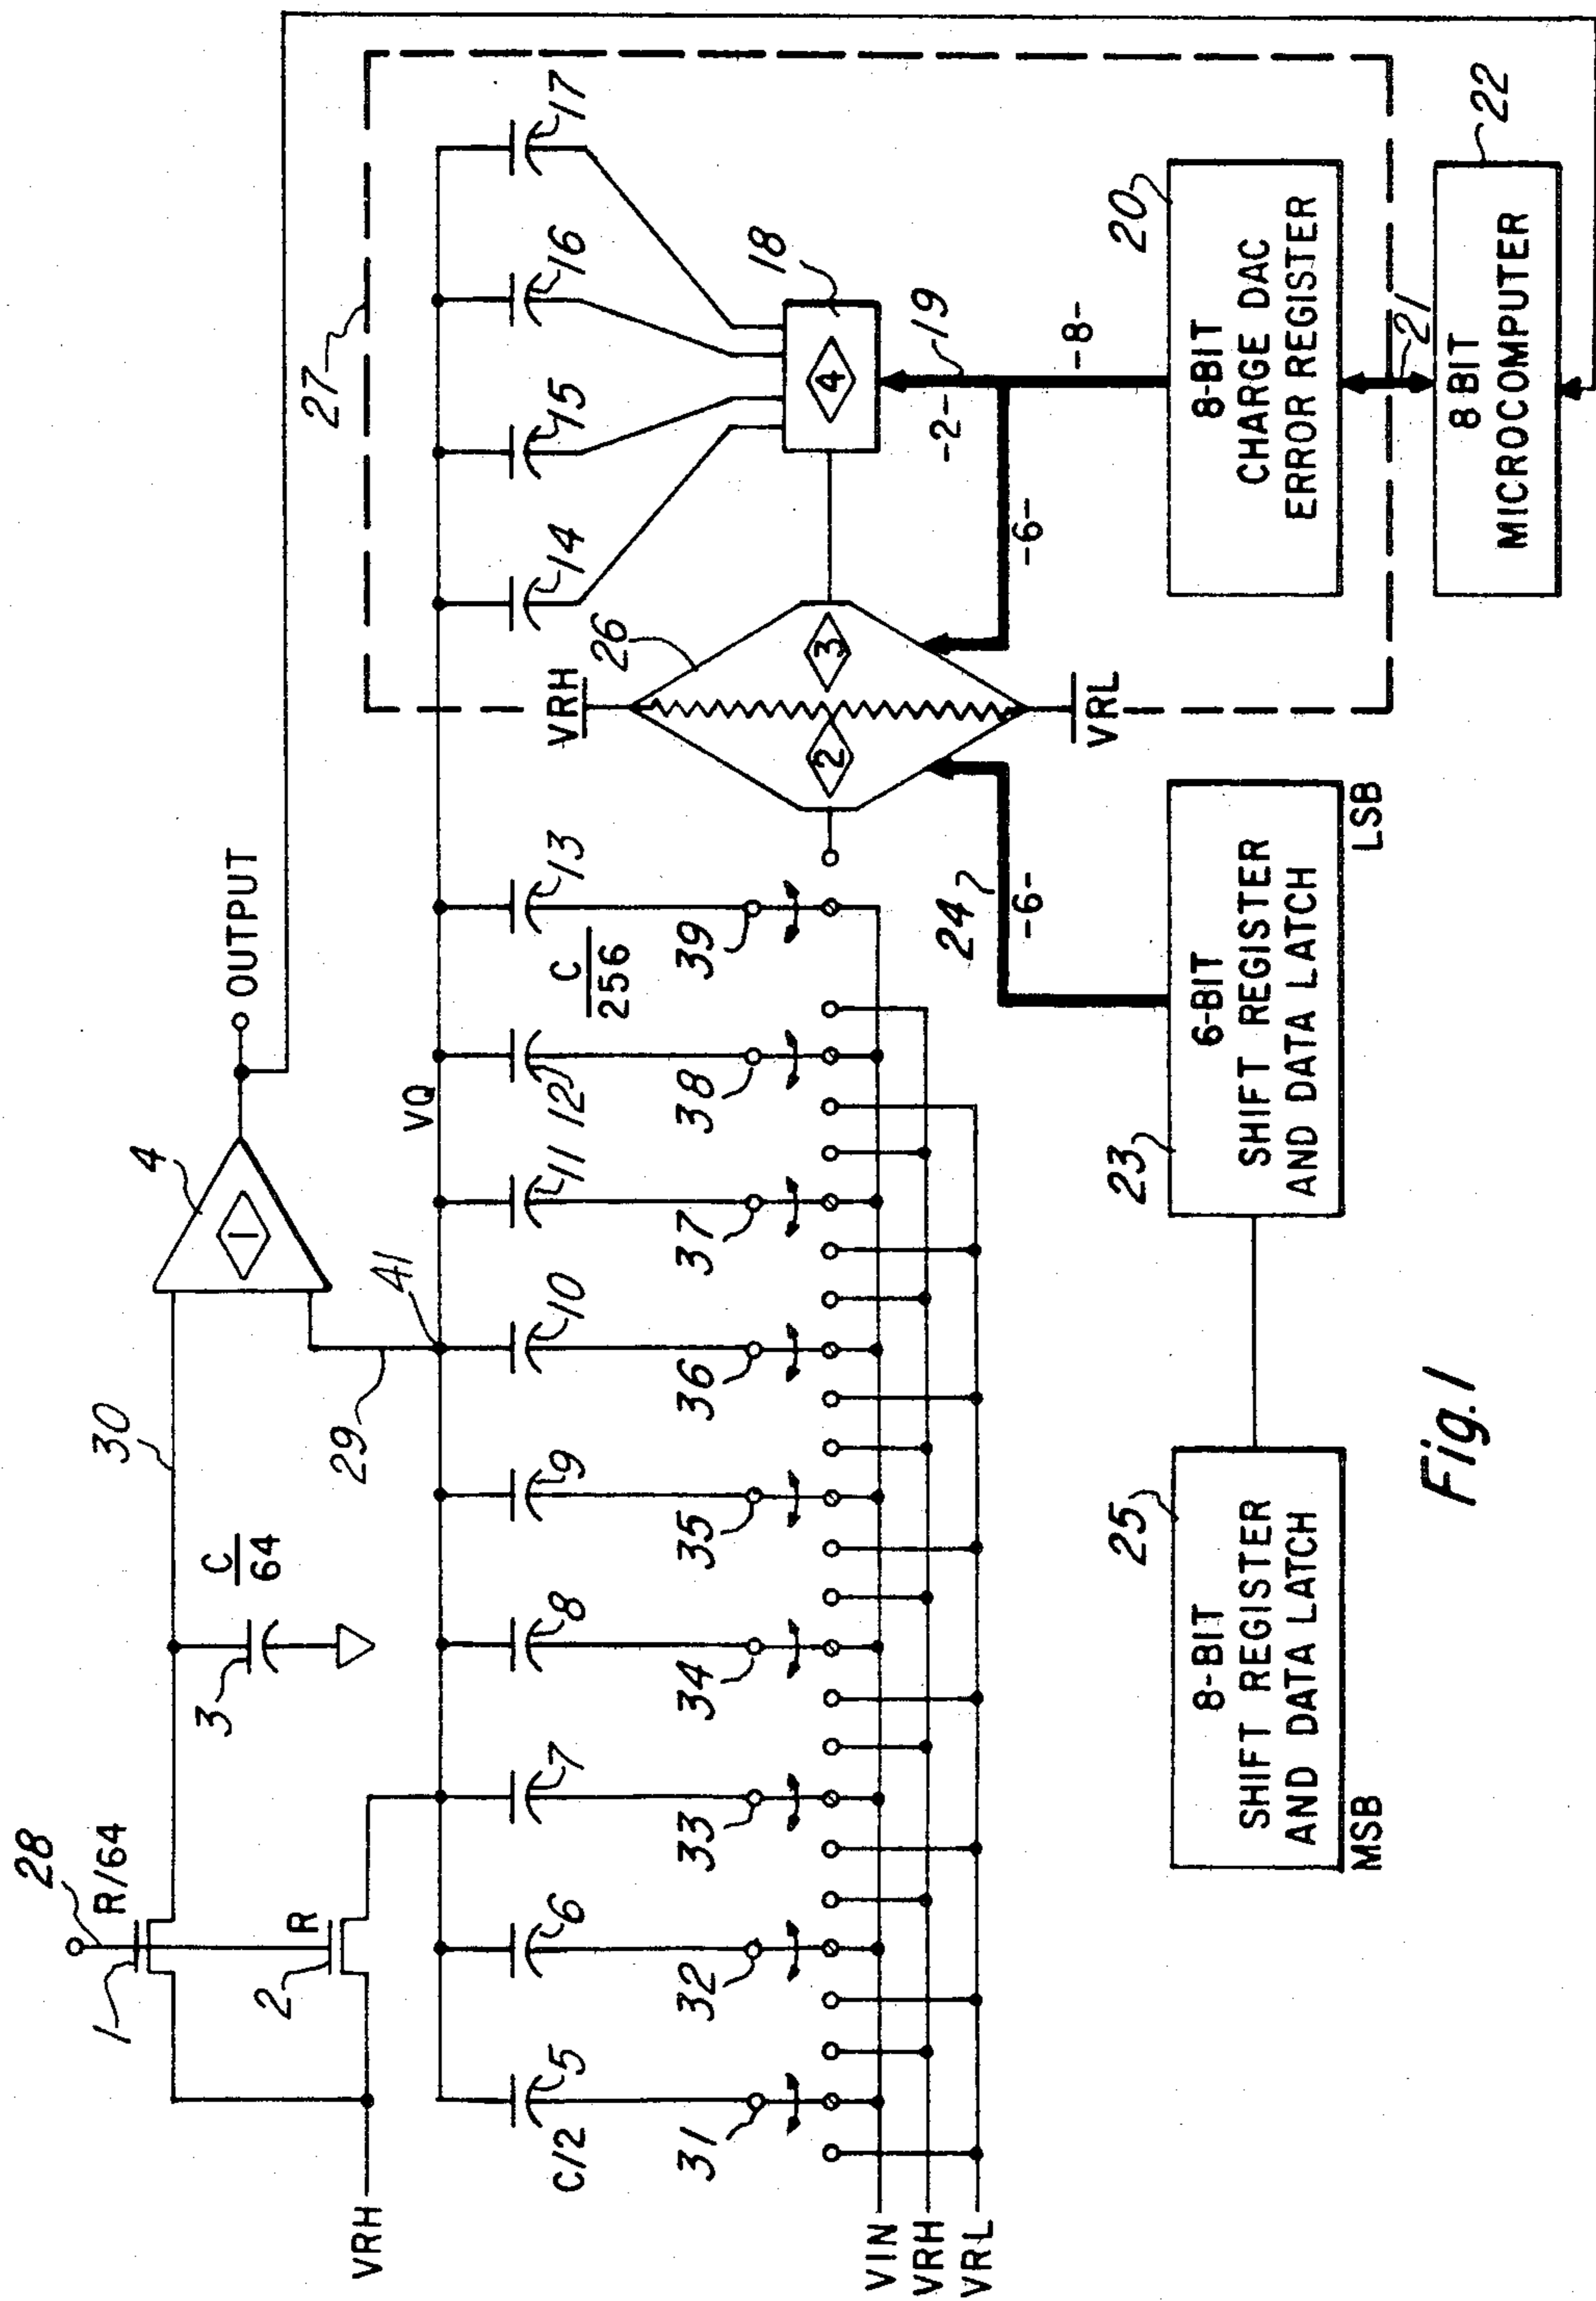 28
R/64
1
R
2
VRH
30
C
64
3
4
1
OUTPUT
29
41
VQ
27
C/2
5
6
7
8
9
10
11
12
13
C
256
14
15
16
17
31
32
33
34
35
36
37
38
39
VIN
VRH
VRL
VRH
26
2
3
VRL
18
4
19
-2-
-8-
-6-
24
-6-
25
8-BIT
SHIFT REGISTER
AND DATA LATCH
MSB
23
6-BIT
SHIFT REGISTER
AND DATA LATCH
LSB
20
8-BIT
CHARGE DAC
ERROR REGISTER
21
22
8 BIT
MICROCOMPUTER
Fig. 1